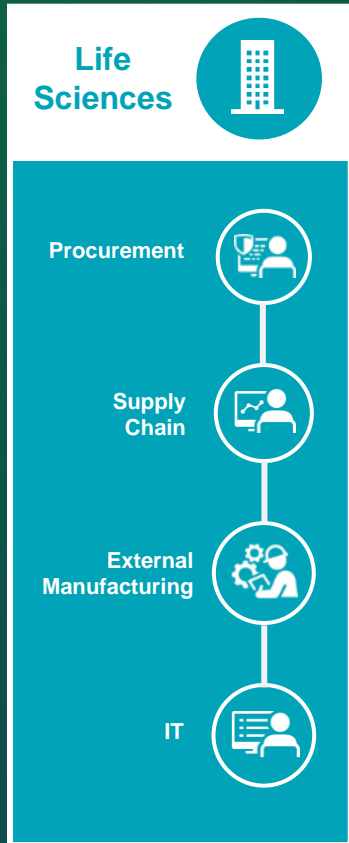 Life
Sciences
Procurement
Supply
Chain
External
Manufacturing
IT